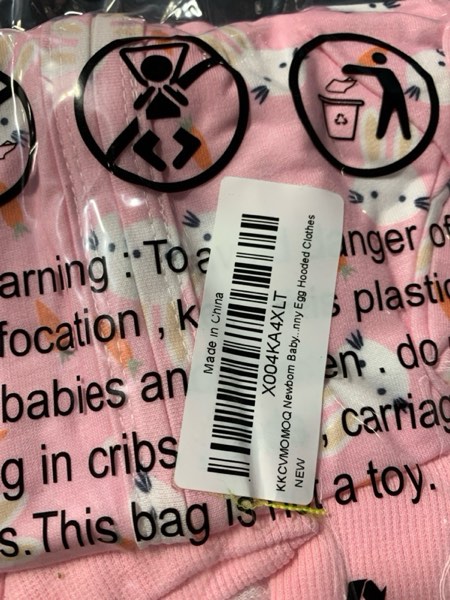 arning : To a anger of
focation , k s plastic
babies an en . do
g in cribs , carriag
s.This bag is a toy.
Made in China
X004KA4XLT
KKCVMOMOQ Newborn Baby...nny Egg Hooded Clothes
NEW